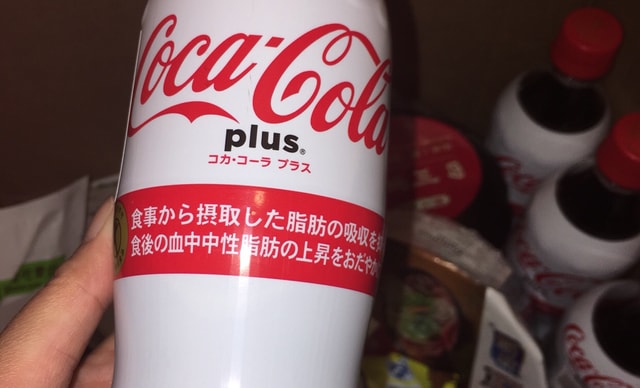 Coca-Cola
plus®
コカ・コーラ プラス
食事から摂取した脂肪の吸収を
食後の血中中性脂肪の上昇をおだや